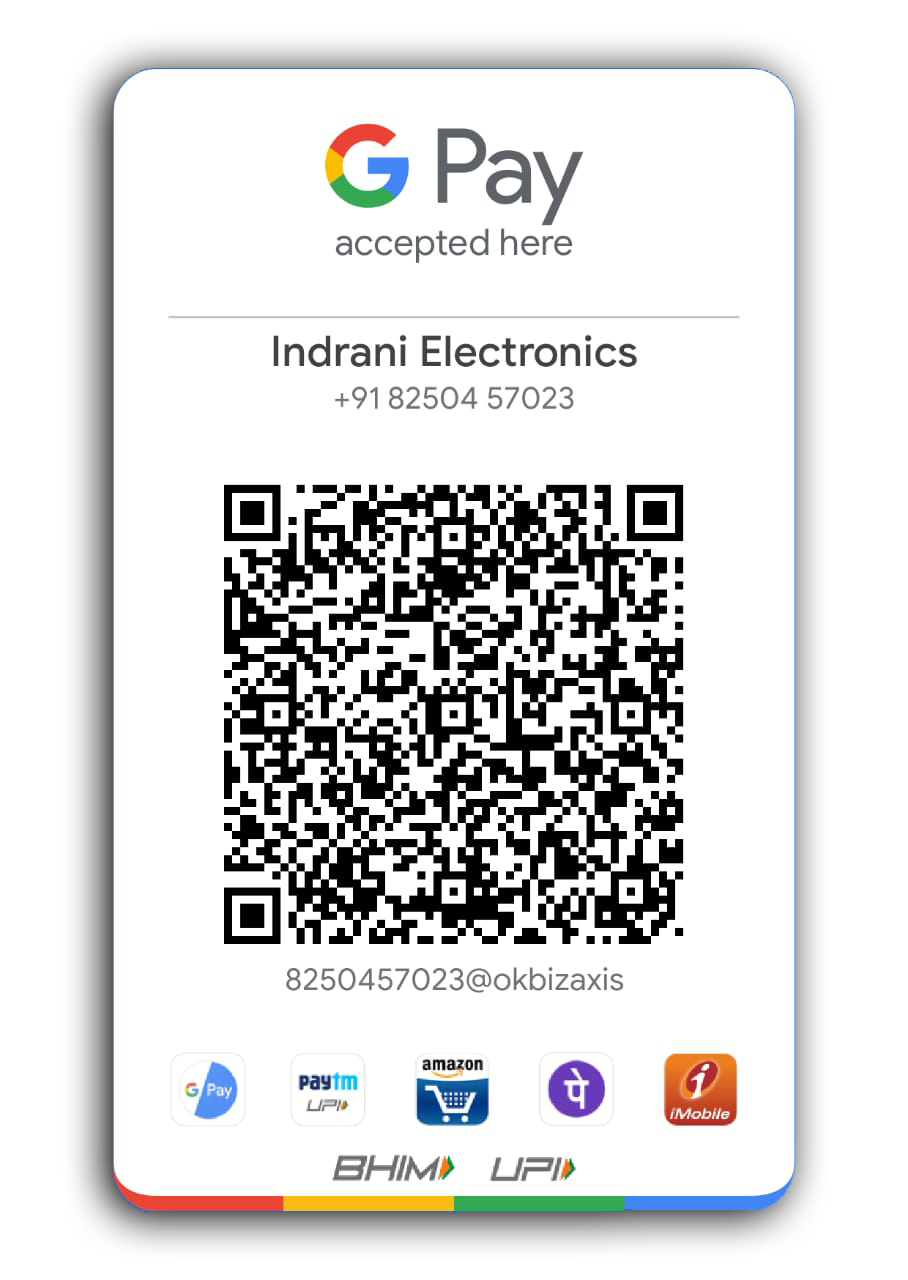 G Pay
accepted here
Indrani Electronics
+91 82504 57023
8250457023@okbizaxis
G Pay
paytm
UPI
amazon
पे
i
iMobile
BHIM UPI